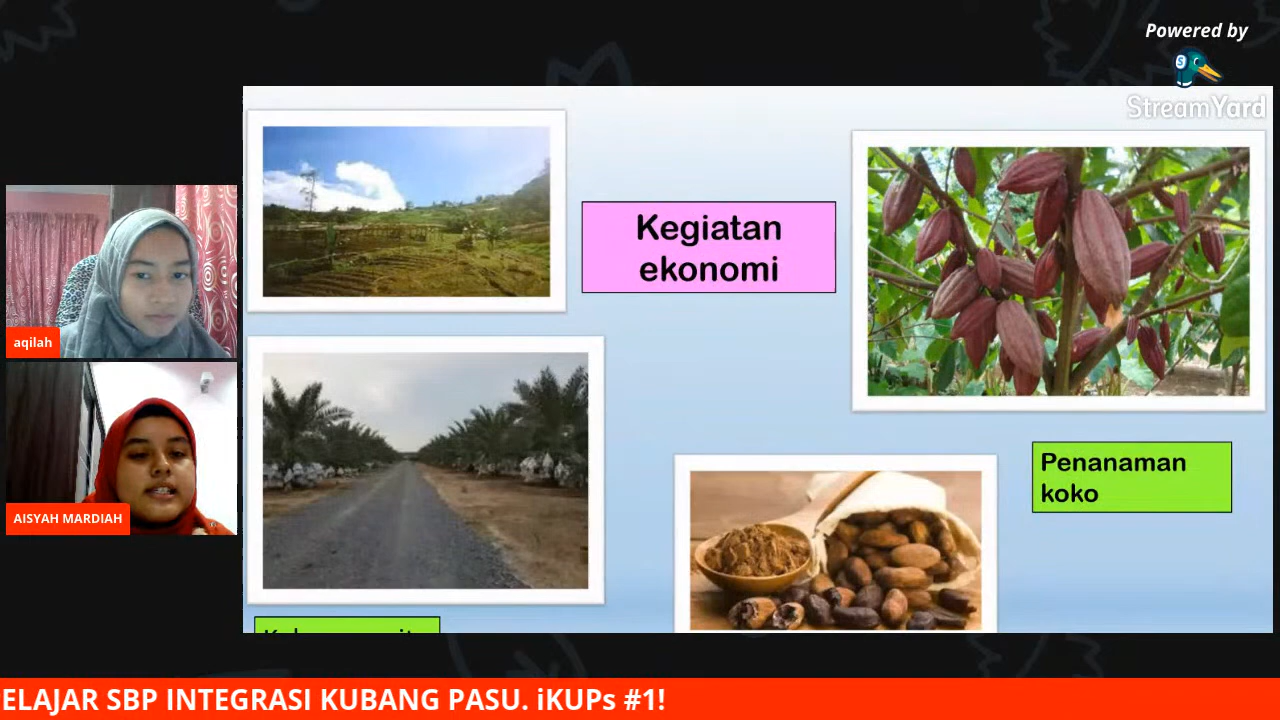 Powered by
StreamYard
Kegiatan
ekonomi
Penanaman
koko
aqilah
AISYAH MARDIAH
ELAJAR SBP INTEGRASI KUBANG PASU. iKUPs #1!